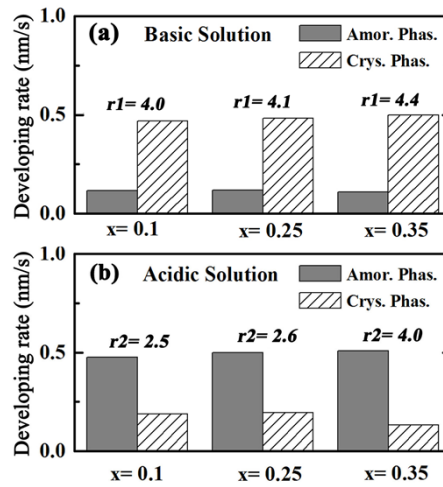 (a) Basic Solution
Amor. Phas.
Crys. Phas.
Developing rate (nm/s)
1.0
0.5
0.0
r1= 4.0 r1= 4.1 r1= 4.4
x= 0.1 x= 0.25 x= 0.35
(b) Acidic Solution
Amor. Phas.
Crys. Phas.
Developing rate (nm/s)
1.0
0.5
0.0
r2= 2.5 r2= 2.6 r2= 4.0
x= 0.1 x= 0.25 x= 0.35